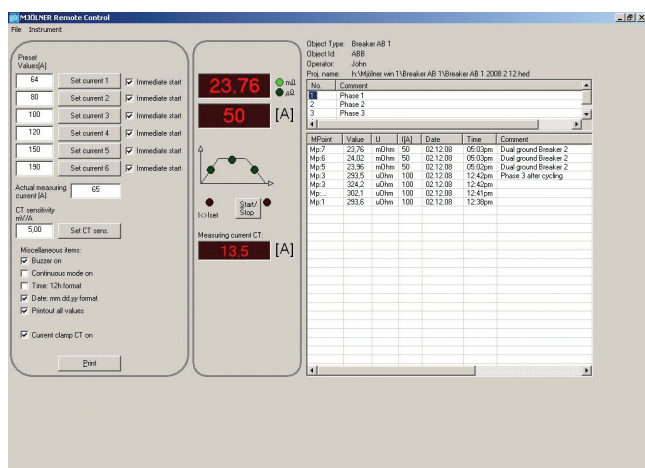 MJÖLNER Remote Control
File Instrument
Preset
Values[A]
64 Set current 1 Immediate start
80 Set current 2 Immediate start
100 Set current 3 Immediate start
120 Set current 4 Immediate start
150 Set current 5 Immediate start
190 Set current 6 Immediate start
Actual measuring
current [A] 65
CT sensitivity
mV/A
5,00 Set CT sens.
Miscellaneous items:
Buzzer on
Continuous mode on
Time: 12h format
Date: mm.dd.yy format
Printout all values
Current clamp CT on
Print
23.76 mΩ
µΩ
50 [A]
I<>Iset
Start/
Stop
Measuring current CT:
13.5 [A]
Object Type: Breaker AB 1
Object Id: ABB
Operator: John
Proj. name: h:\Mjölner win 1\Breaker AB 1\Breaker AB 1 2008 2 12.hed
No. Comment
1 Phase 1
2 Phase 2
3 Phase 3
MPoint Value U I[A] Date Time Comment
Mp:7 23,76 mOhm 50 02.12.08 05:03pm Dual ground Breaker 2
Mp:6 24,02 mOhm 50 02.12.08 05:03pm Dual ground Breaker 2
Mp:5 23,96 mOhm 50 02.12.08 05:02pm Dual ground Breaker 2
Mp:3 293,5 uOhm 100 02.12.08 12:42pm Phase 3 after cycling
Mp:3 324,2 uOhm 100 02.12.08 12:42pm
Mp:... 302,1 uOhm 100 02.12.08 12:41pm
Mp:1 293,6 uOhm 100 02.12.08 12:38pm